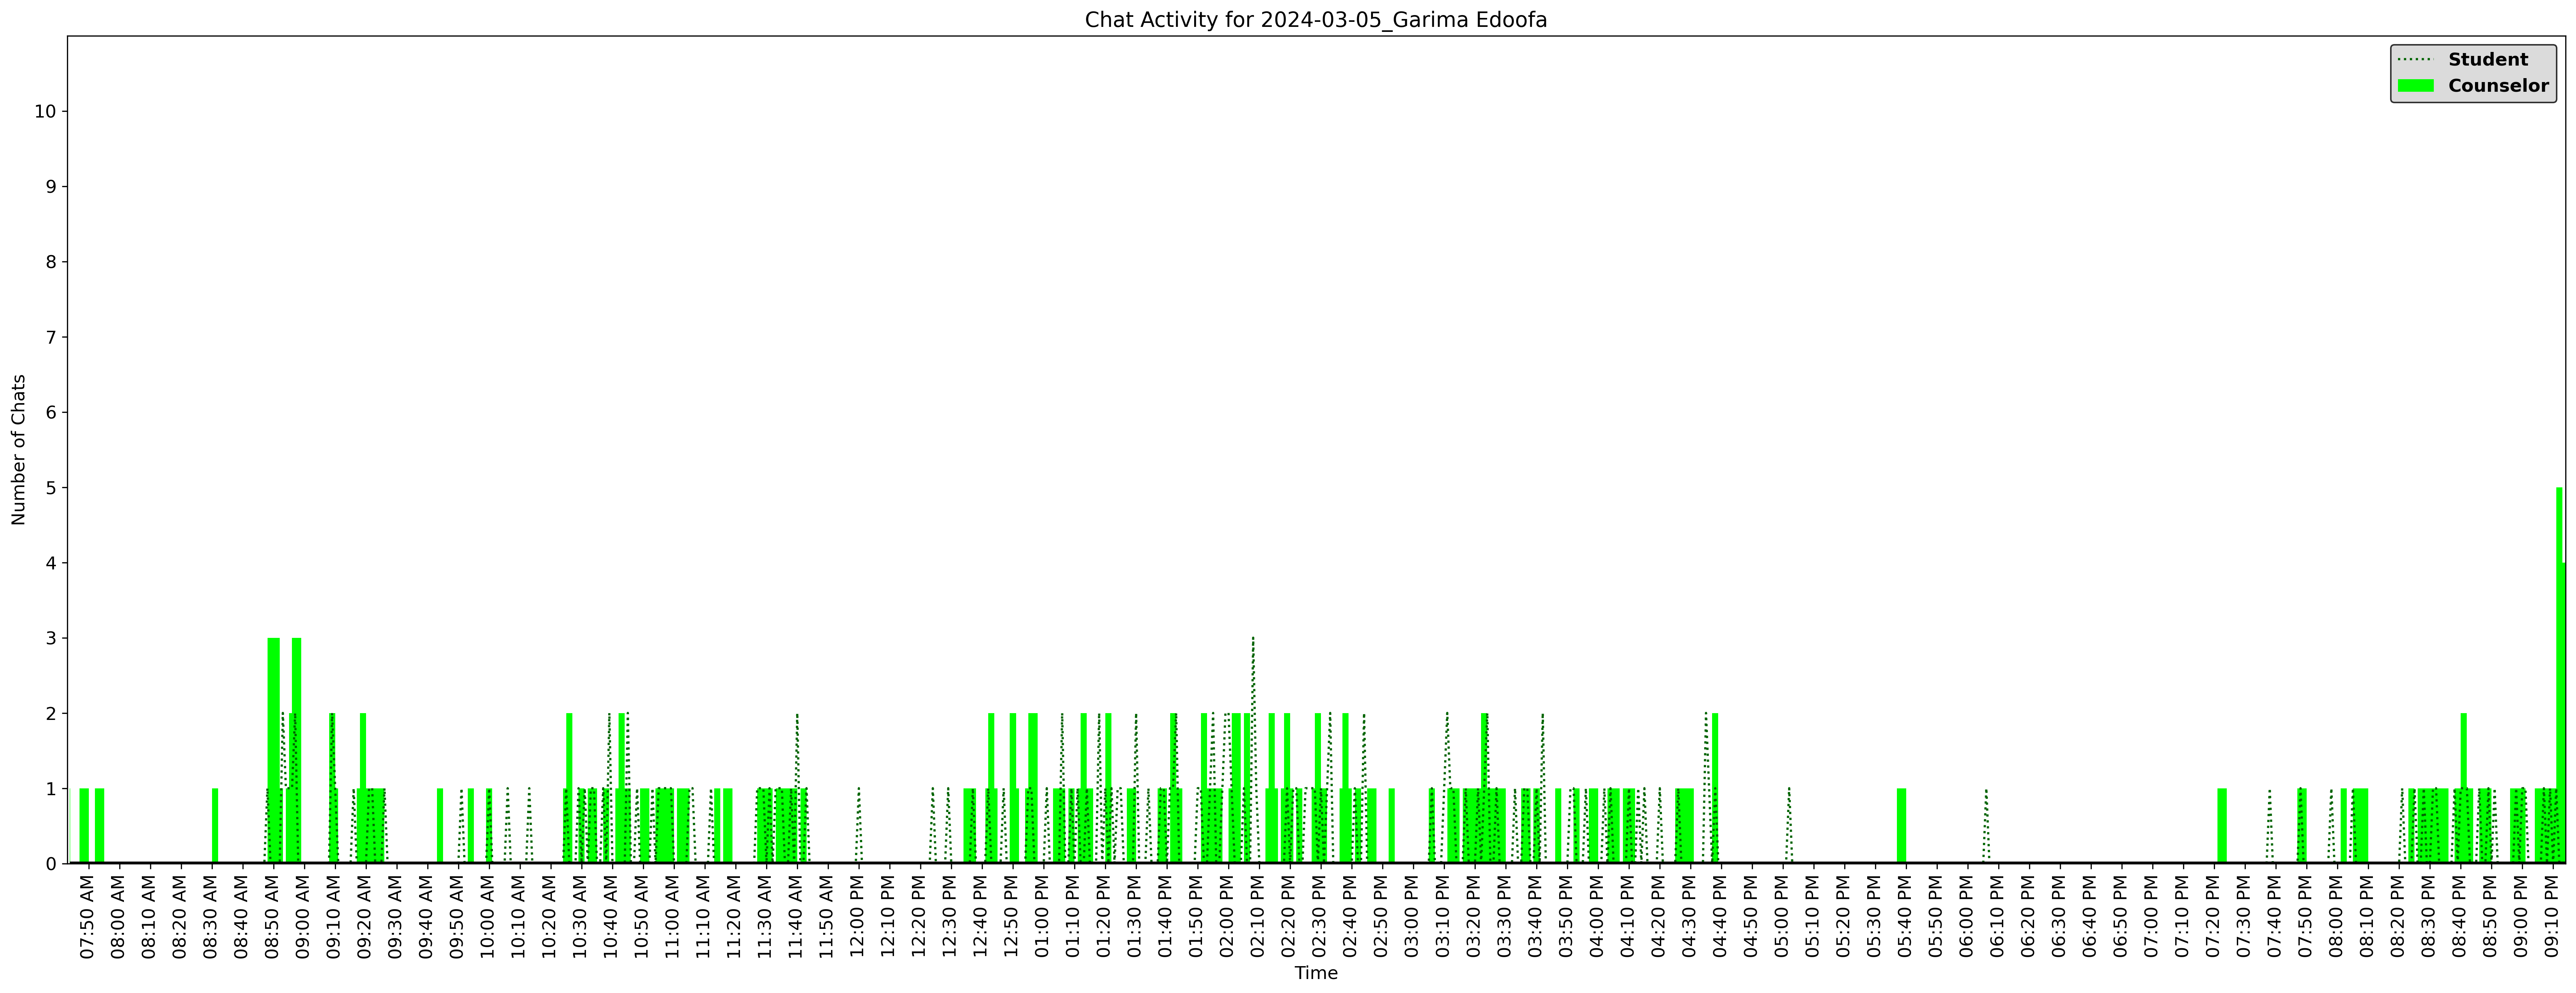 Chat Activity for 2024-03-05_Garima Edoofa
Student
Counselor
Number of Chats
10
9
8
7
6
5
4
3
2
1
0
07:50 AM
08:00 AM
08:10 AM
08:20 AM
08:30 AM
08:40 AM
08:50 AM
09:00 AM
09:10 AM
09:20 AM
09:30 AM
09:40 AM
09:50 AM
10:00 AM
10:10 AM
10:20 AM
10:30 AM
10:40 AM
10:50 AM
11:00 AM
11:10 AM
11:20 AM
11:30 AM
11:40 AM
11:50 AM
12:00 PM
12:10 PM
12:20 PM
12:30 PM
12:40 PM
12:50 PM
01:00 PM
01:10 PM
01:20 PM
01:30 PM
01:40 PM
01:50 PM
02:00 PM
02:10 PM
02:20 PM
02:30 PM
02:40 PM
02:50 PM
03:00 PM
03:10 PM
03:20 PM
03:30 PM
03:40 PM
03:50 PM
04:00 PM
04:10 PM
04:20 PM
04:30 PM
04:40 PM
04:50 PM
05:00 PM
05:10 PM
05:20 PM
05:30 PM
05:40 PM
05:50 PM
06:00 PM
06:10 PM
06:20 PM
06:30 PM
06:40 PM
06:50 PM
07:00 PM
07:10 PM
07:20 PM
07:30 PM
07:40 PM
07:50 PM
08:00 PM
08:10 PM
08:20 PM
08:30 PM
08:40 PM
08:50 PM
09:00 PM
09:10 PM
Time